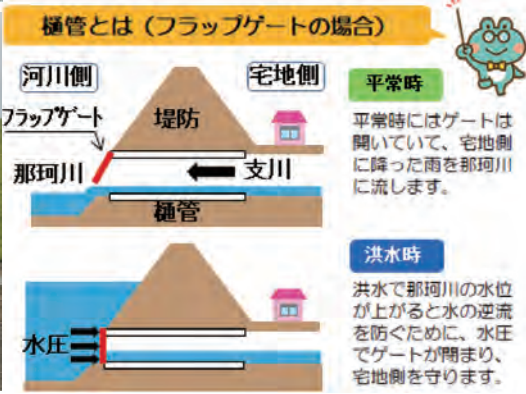 樋管とは（フラップゲートの場合）
河川側
宅地側
フラップゲート
堤防
那珂川
支川
樋管
平常時
平常時にはゲートは
開いていて、宅地側
に降った雨を那珂川
に流します。
水圧
洪水時
洪水で那珂川の水位
が上がると水の逆流
を防ぐために、水圧
でゲートが閉まり、
宅地側を守ります。